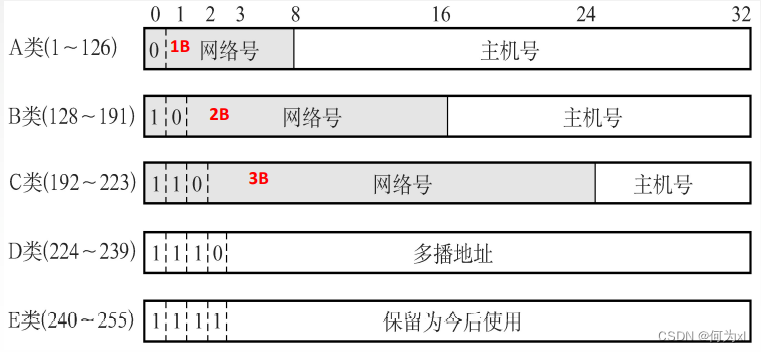 0 1 2 3 8 16 24 32
A类(1～126) 0 1B 网络号 主机号
B类(128～191) 1 0 2B 网络号 主机号
C类(192～223) 1 1 0 3B 网络号 主机号
D类(224～239) 1 1 1 0 多播地址
E类(240～255) 1 1 1 1 保留为今后使用
CSDN @何为xl